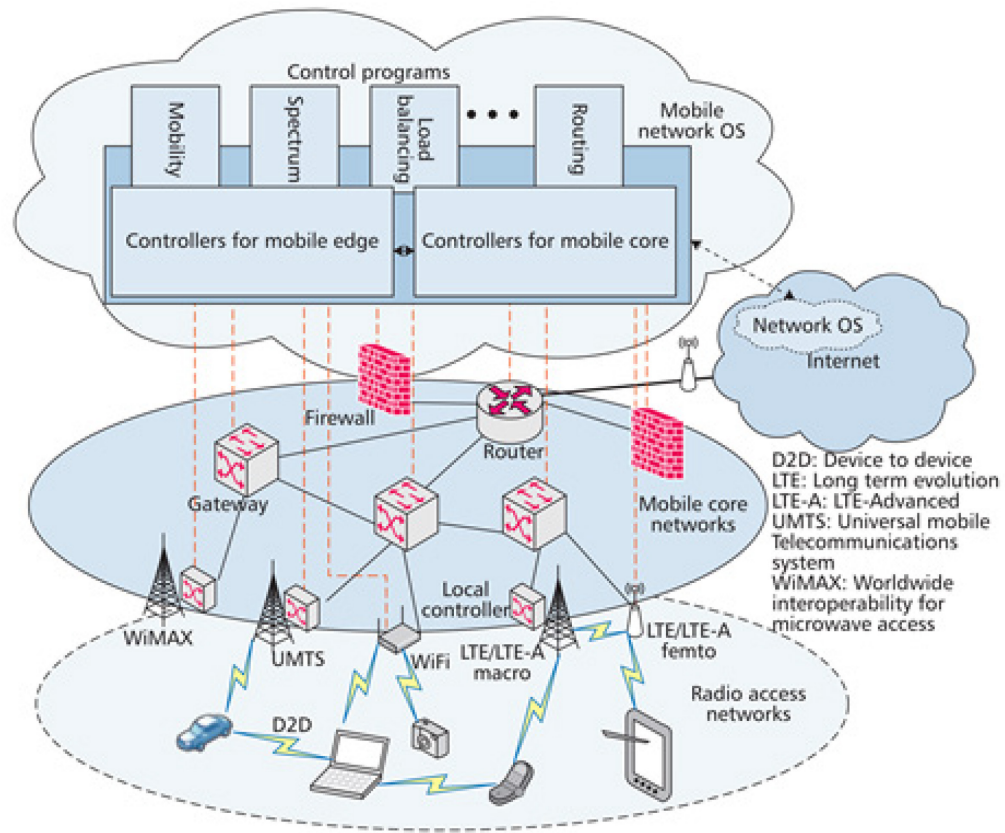 Control programs
Mobility
Spectrum
Load
balancing
Routing
Mobile
network OS
Controllers for mobile edge
Controllers for mobile core
Network OS
Internet
Firewall
Router
Gateway
Mobile core
networks
D2D: Device to device
LTE: Long term evolution
LTE-A: LTE-Advanced
UMTS: Universal mobile
Telecommunications
system
WiMAX: Worldwide
interoperability for
microwave access
Local
controller
WiMAX
UMTS
WiFi
LTE/LTE-A
macro
LTE/LTE-A
femto
Radio access
networks
D2D